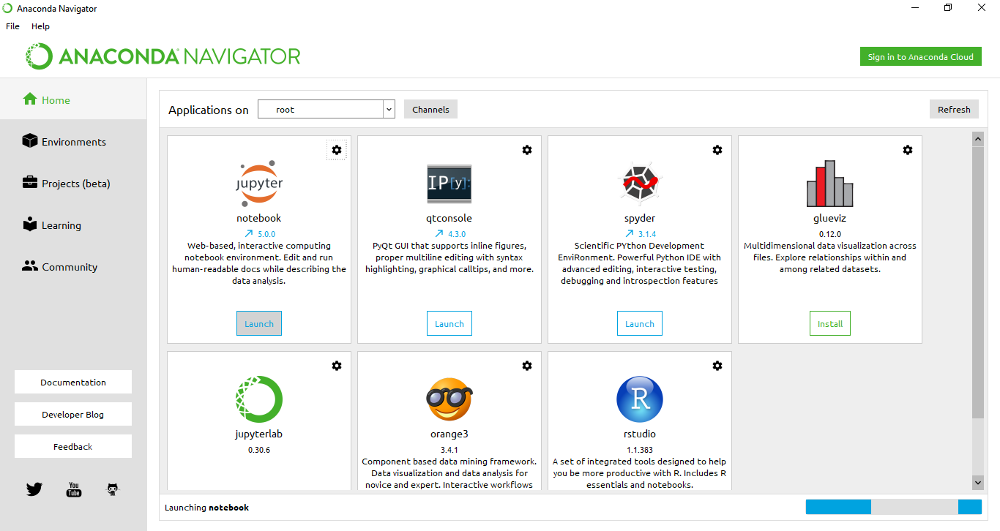 Anaconda Navigator
File Help
ANACONDA NAVIGATOR
Sign in to Anaconda Cloud
Home
Environments
Projects (beta)
Learning
Community
Documentation
Developer Blog
Feedback
You
Tube
Applications on root Channels Refresh
jupyter
notebook
5.0.0
Web-based, interactive computing
notebook environment. Edit and run
human-readable docs while describing the
data analysis.
Launch
IP[y]:
qtconsole
4.3.0
PyQt GUI that supports inline figures,
proper multiline editing with syntax
highlighting, graphical calltips, and more.
Launch
spyder
3.1.4
Scientific PYthon Development
EnviRonment. Powerful Python IDE with
advanced editing, interactive testing,
debugging and introspection features
Launch
glueviz
0.12.0
Multidimensional data visualization across
files. Explore relationships within and
among related datasets.
Install
jupyterlab
0.30.6
orange3
3.4.1
Component based data mining framework.
Data visualization and data analysis for
novice and expert. Interactive workflows
R
rstudio
1.1.383
A set of integrated tools designed to help
you be more productive with R. Includes R
essentials and notebooks.
Launching notebook